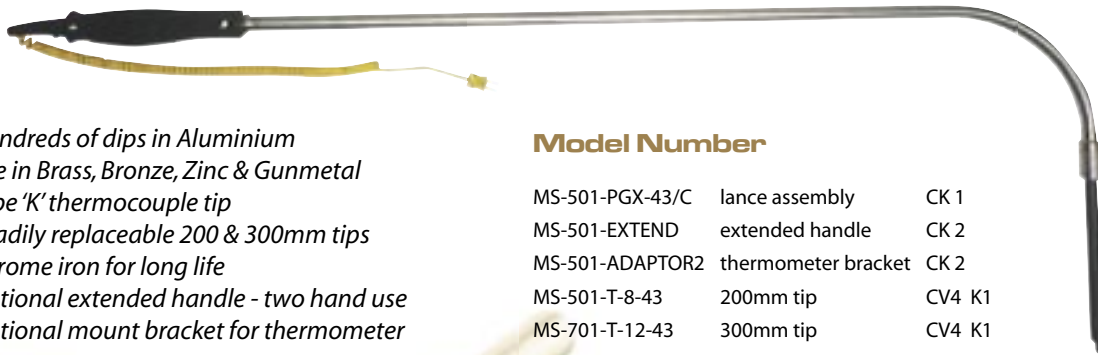 ndreds of dips in Aluminium
e in Brass, Bronze, Zinc & Gunmetal
pe ‘K’ thermocouple tip
adily replaceable 200 & 300mm tips
rome iron for long life
tional extended handle - two hand use
tional mount bracket for thermometer
Model Number
MS-501-PGX-43/C lance assembly CK 1
MS-501-EXTEND extended handle CK 2
MS-501-ADAPTOR2 thermometer bracket CK 2
MS-501-T-8-43 200mm tip CV4 K1
MS-701-T-12-43 300mm tip CV4 K1